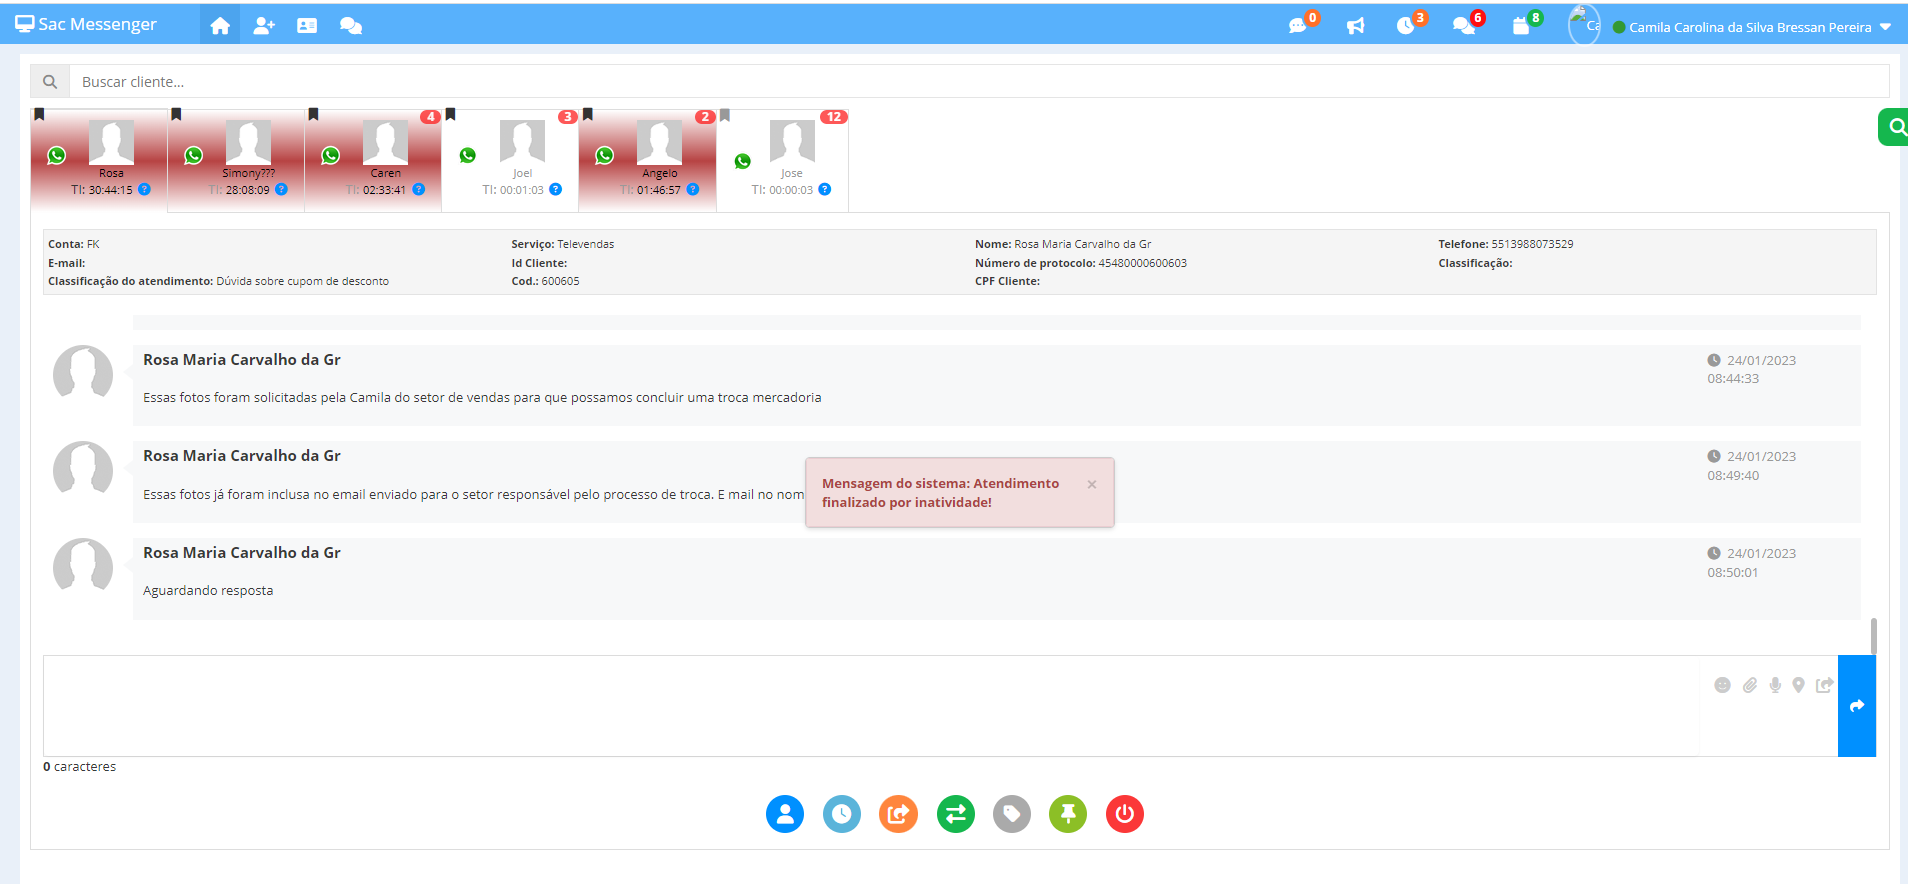 Sac Messenger
0
3
6
8
Ca
Camila Carolina da Silva Bressan Pereira
Buscar cliente...
4
3
2
12
Rosa
Simony???
Caren
Joel
Angelo
Jose
TI: 30:44:15 ?
TI: 28:08:09 ?
TI: 02:33:41 ?
TI: 00:01:03 ?
TI: 01:46:57 ?
TI: 00:00:03 ?
Conta: FK
Serviço: Televendas
Nome: Rosa Maria Carvalho da Gr
Telefone: 5513988073529
E-mail:
Id Cliente:
Número de protocolo: 45480000600603
Classificação:
Classificação do atendimento: Dúvida sobre cupom de desconto
Cod.: 600605
CPF Cliente:
Rosa Maria Carvalho da Gr
24/01/2023
08:44:33
Essas fotos foram solicitadas pela Camila do setor de vendas para que possamos concluir uma troca mercadoria
Rosa Maria Carvalho da Gr
24/01/2023
08:49:40
Essas fotos já foram inclusa no email enviado para o setor responsável pelo processo de troca. E mail no nom
Mensagem do sistema: Atendimento
finalizado por inatividade!
×
Rosa Maria Carvalho da Gr
24/01/2023
08:50:01
Aguardando resposta
0 caracteres